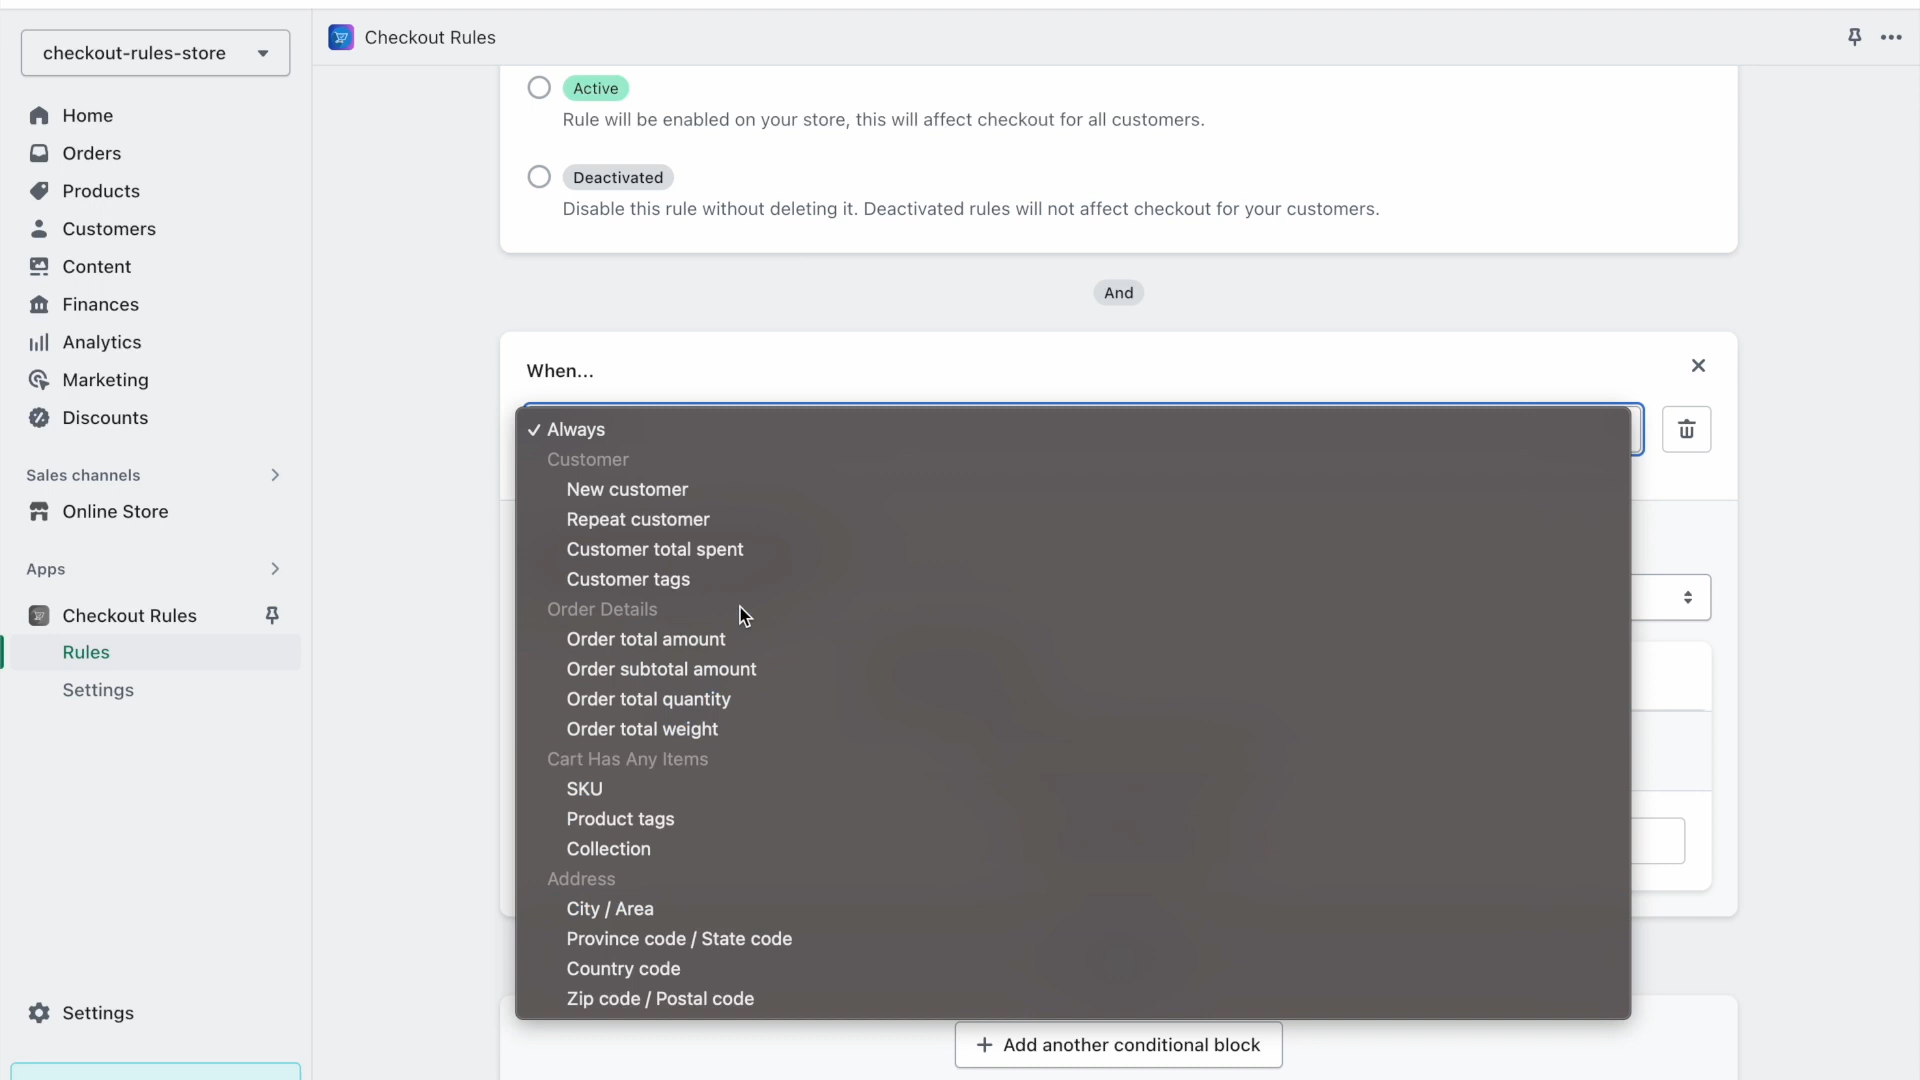 checkout-rules-store
Home
Orders
Products
Customers
Content
Finances
Analytics
Marketing
Discounts
Sales channels
Online Store
Apps
Checkout Rules
Rules
Settings
Settings
Checkout Rules
Active
Rule will be enabled on your store, this will affect checkout for all customers.
Deactivated
Disable this rule without deleting it. Deactivated rules will not affect checkout for your customers.
And
When...
✓ Always
Customer
New customer
Repeat customer
Customer total spent
Customer tags
Order Details
Order total amount
Order subtotal amount
Order total quantity
Order total weight
Cart Has Any Items
SKU
Product tags
Collection
Address
City / Area
Province code / State code
Country code
Zip code / Postal code
+ Add another conditional block